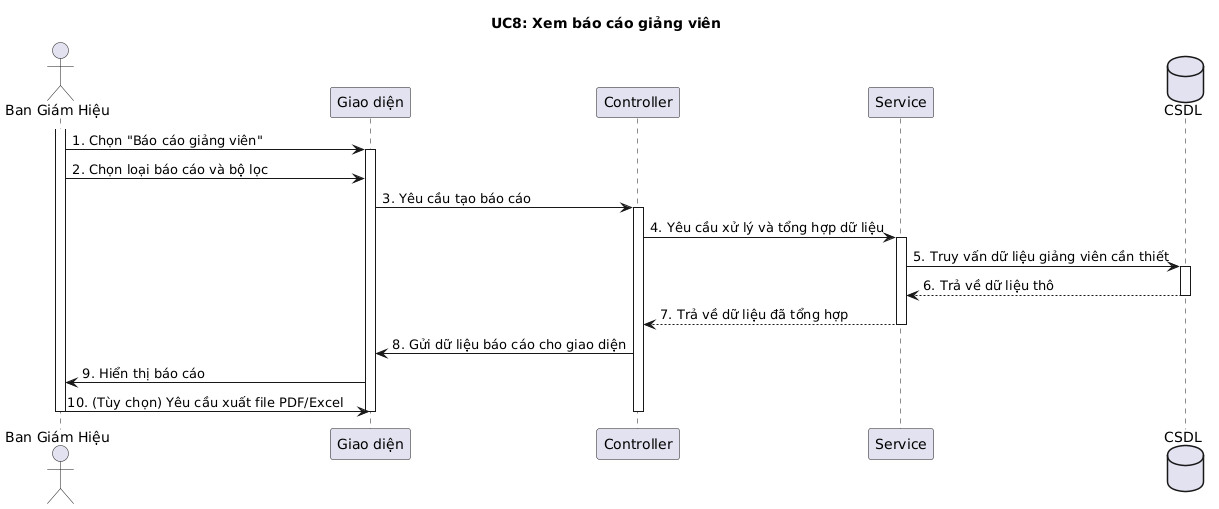 UC8: Xem báo cáo giảng viên
Ban Giám Hiệu
Giao diện
Controller
Service
CSDL
1. Chọn "Báo cáo giảng viên"
2. Chọn loại báo cáo và bộ lọc
3. Yêu cầu tạo báo cáo
4. Yêu cầu xử lý và tổng hợp dữ liệu
5. Truy vấn dữ liệu giảng viên cần thiết
6. Trả về dữ liệu thô
7. Trả về dữ liệu đã tổng hợp
8. Gửi dữ liệu báo cáo cho giao diện
9. Hiển thị báo cáo
10. (Tùy chọn) Yêu cầu xuất file PDF/Excel
Ban Giám Hiệu
Giao diện
Controller
Service
CSDL